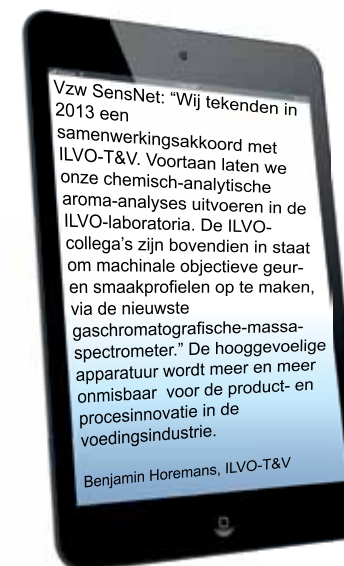 Vzw SensNet: “Wij tekenden in
2013 een
samenwerkingsakkoord met
ILVO-T&V. Voortaan laten we
onze chemisch-analytische
aroma-analyses uitvoeren in de
ILVO-laboratoria. De ILVO-
collega’s zijn bovendien in staat
om machinale objectieve geur-
en smaakprofielen op te maken,
via de nieuwste
gaschromatografische-massa-
spectrometer.” De hooggevoelige
apparatuur wordt meer en meer
onmisbaar  voor de product- en
procesinnovatie in de
voedingsindustrie.

Benjamin Horemans, ILVO-T&V